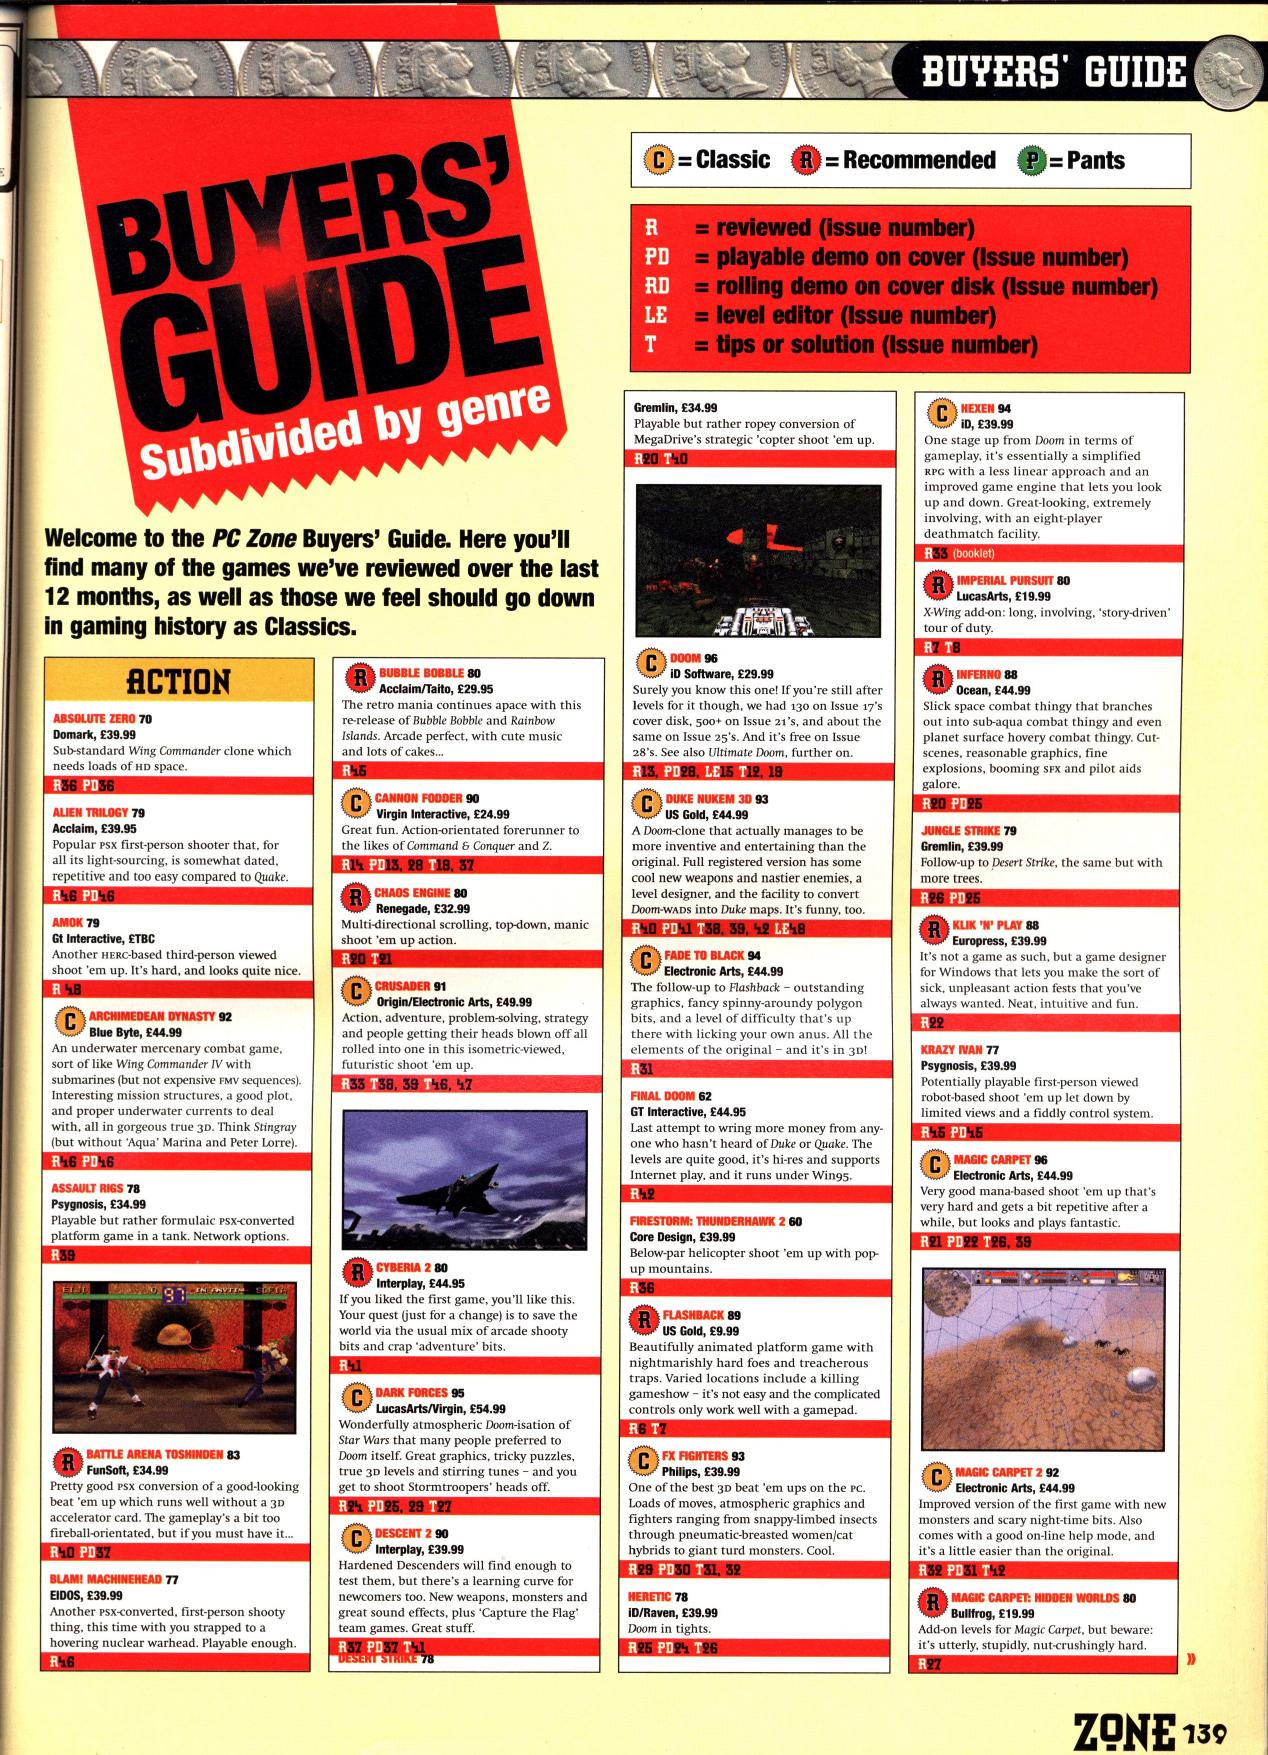 BUYERS' GUIDE
BUYERS'
GUIDE
Subdivided by genre
C = Classic R = Recommended P = Pants
R = reviewed (issue number)
PD = playable demo on cover (Issue number)
RD = rolling demo on cover disk (Issue number)
LE = level editor (Issue number)
T = tips or solution (Issue number)
Welcome to the PC Zone Buyers' Guide. Here you'll
find many of the games we've reviewed over the last
12 months, as well as those we feel should go down
in gaming history as Classics.
ACTION
ABSOLUTE ZERO 70
Domark, £39.99
Sub-standard Wing Commander clone which
needs loads of HD space.
R36 PD36
ALIEN TRILOGY 79
Acclaim, £39.95
Popular PSX first-person shooter that, for
all its light-sourcing, is somewhat dated,
repetitive and too easy compared to Quake.
R46 PD46
AMOK 79
Gt Interactive, £TBC
Another HERC-based third-person viewed
shoot 'em up. It's hard, and looks quite nice.
R 48
C ARCHIMEDEAN DYNASTY 92
Blue Byte, £44.99
An underwater mercenary combat game,
sort of like Wing Commander IV with
submarines (but not expensive FMV sequences).
Interesting mission structures, a good plot,
and proper underwater currents to deal
with, all in gorgeous true 3D. Think Stingray
(but without 'Aqua' Marina and Peter Lorre).
R46 PD46
ASSAULT RIGS 78
Psygnosis, £34.99
Playable but rather formulaic PSX-converted
platform game in a tank. Network options.
R39
EIJI 97 SOFIA
R BATTLE ARENA TOSHINDEN 83
FunSoft, £34.99
Pretty good PSX conversion of a good-looking
beat 'em up which runs well without a 3D
accelerator card. The gameplay's a bit too
fireball-orientated, but if you must have it...
R40 PD37
BLAM! MACHINEHEAD 77
EIDOS, £39.99
Another PSX-converted, first-person shooty
thing, this time with you strapped to a
hovering nuclear warhead. Playable enough.
R46
R BUBBLE BOBBLE 80
Acclaim/Taito, £29.95
The retro mania continues apace with this
re-release of Bubble Bobble and Rainbow
Islands. Arcade perfect, with cute music
and lots of cakes...
R45
C CANNON FODDER 90
Virgin Interactive, £24.99
Great fun. Action-orientated forerunner to
the likes of Command & Conquer and Z.
R14 PD13, 28 T18, 37
R CHAOS ENGINE 80
Renegade, £32.99
Multi-directional scrolling, top-down, manic
shoot 'em up action.
R20 T21
C CRUSADER 91
Origin/Electronic Arts, £49.99
Action, adventure, problem-solving, strategy
and people getting their heads blown off all
rolled into one in this isometric-viewed,
futuristic shoot 'em up.
R33 T38, 39 T46, 47
R CYBERIA 2 80
Interplay, £44.95
If you liked the first game, you'll like this.
Your quest (just for a change) is to save the
world via the usual mix of arcade shooty
bits and crap 'adventure' bits.
R41
C DARK FORCES 95
LucasArts/Virgin, £54.99
Wonderfully atmospheric Doom-isation of
Star Wars that many people preferred to
Doom itself. Great graphics, tricky puzzles,
true 3D levels and stirring tunes – and you
get to shoot Stormtroopers' heads off.
R24 PD25, 29 T27
C DESCENT 2 90
Interplay, £39.99
Hardened Descenders will find enough to
test them, but there's a learning curve for
newcomers too. New weapons, monsters and
great sound effects, plus 'Capture the Flag'
team games. Great stuff.
R37 PD37 T41
DESERT STRIKE 78
Gremlin, £34.99
Playable but rather ropey conversion of
MegaDrive's strategic 'copter shoot 'em up.
R20 T40
C DOOM 96
iD Software, £29.99
Surely you know this one! If you're still after
levels for it though, we had 130 on Issue 17's
cover disk, 500+ on Issue 21's, and about the
same on Issue 25's. And it's free on Issue
28's. See also Ultimate Doom, further on.
R13, PD28, LE15 T12, 19
C DUKE NUKEM 3D 93
US Gold, £44.99
A Doom-clone that actually manages to be
more inventive and entertaining than the
original. Full registered version has some
cool new weapons and nastier enemies, a
level designer, and the facility to convert
Doom-WADs into Duke maps. It's funny, too.
R40 PD41 T38, 39, 42 LE48
C FADE TO BLACK 94
Electronic Arts, £44.99
The follow-up to Flashback – outstanding
graphics, fancy spinny-aroundy polygon
bits, and a level of difficulty that's up
there with licking your own anus. All the
elements of the original – and it's in 3D!
R31
FINAL DOOM 62
GT Interactive, £44.95
Last attempt to wring more money from any-
one who hasn't heard of Duke or Quake. The
levels are quite good, it's hi-res and supports
Internet play, and it runs under Win95.
R42
FIRESTORM: THUNDERHAWK 2 60
Core Design, £39.99
Below-par helicopter shoot 'em up with pop-
up mountains.
R36
R FLASHBACK 89
US Gold, £9.99
Beautifully animated platform game with
nightmarishly hard foes and treacherous
traps. Varied locations include a killing
gameshow – it's not easy and the complicated
controls only work well with a gamepad.
R6 T7
C FX FIGHTERS 93
Philips, £39.99
One of the best 3D beat 'em ups on the PC.
Loads of moves, atmospheric graphics and
fighters ranging from snappy-limbed insects
through pneumatic-breasted women/cat
hybrids to giant turd monsters. Cool.
R29 PD30 T31, 32
HERETIC 78
iD/Raven, £39.99
Doom in tights.
R25 PD24 T26
C HEXEN 94
iD, £39.99
One stage up from Doom in terms of
gameplay, it's essentially a simplified
RPG with a less linear approach and an
improved game engine that lets you look
up and down. Great-looking, extremely
involving, with an eight-player
deathmatch facility.
R33 (booklet)
R IMPERIAL PURSUIT 80
LucasArts, £19.99
X-Wing add-on: long, involving, 'story-driven'
tour of duty.
R7 T8
R INFERNO 88
Ocean, £44.99
Slick space combat thingy that branches
out into sub-aqua combat thingy and even
planet surface hovery combat thingy. Cut-
scenes, reasonable graphics, fine
explosions, booming SFX and pilot aids
galore.
R20 PD25
JUNGLE STRIKE 79
Gremlin, £39.99
Follow-up to Desert Strike, the same but with
more trees.
R26 PD25
R KLIK 'N' PLAY 88
Europress, £39.99
It's not a game as such, but a game designer
for Windows that lets you make the sort of
sick, unpleasant action fests that you've
always wanted. Neat, intuitive and fun.
R22
KRAZY IVAN 77
Psygnosis, £39.99
Potentially playable first-person viewed
robot-based shoot 'em up let down by
limited views and a fiddly control system.
R45 PD45
C MAGIC CARPET 96
Electronic Arts, £44.99
Very good mana-based shoot 'em up that's
very hard and gets a bit repetitive after a
while, but looks and plays fantastic.
R21 PD22 T26, 39
C MAGIC CARPET 2 92
Electronic Arts, £44.99
Improved version of the first game with new
monsters and scary night-time bits. Also
comes with a good on-line help mode, and
it's a little easier than the original.
R32 PD31 T42
R MAGIC CARPET: HIDDEN WORLDS 80
Bullfrog, £19.99
Add-on levels for Magic Carpet, but beware:
it's utterly, stupidly, nut-crushingly hard.
R27
»
ZONE 139